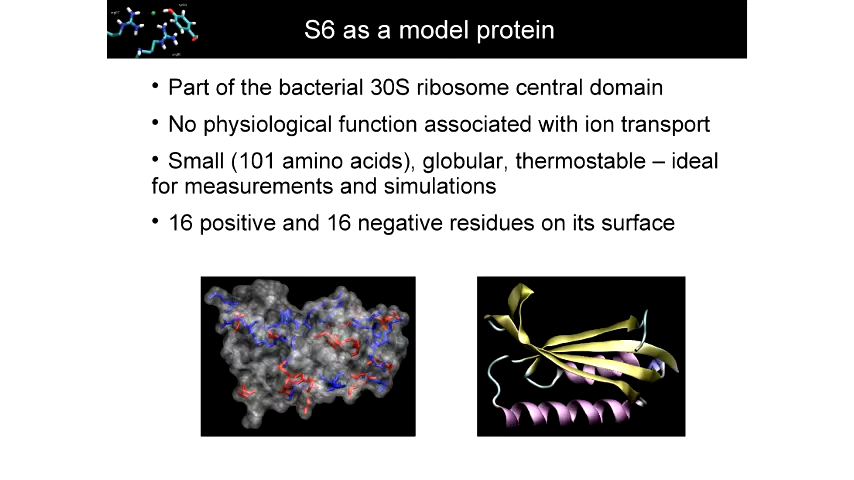 S6 as a model protein
• Part of the bacterial 30S ribosome central domain
• No physiological function associated with ion transport
• Small (101 amino acids), globular, thermostable – ideal
for measurements and simulations
• 16 positive and 16 negative residues on its surface